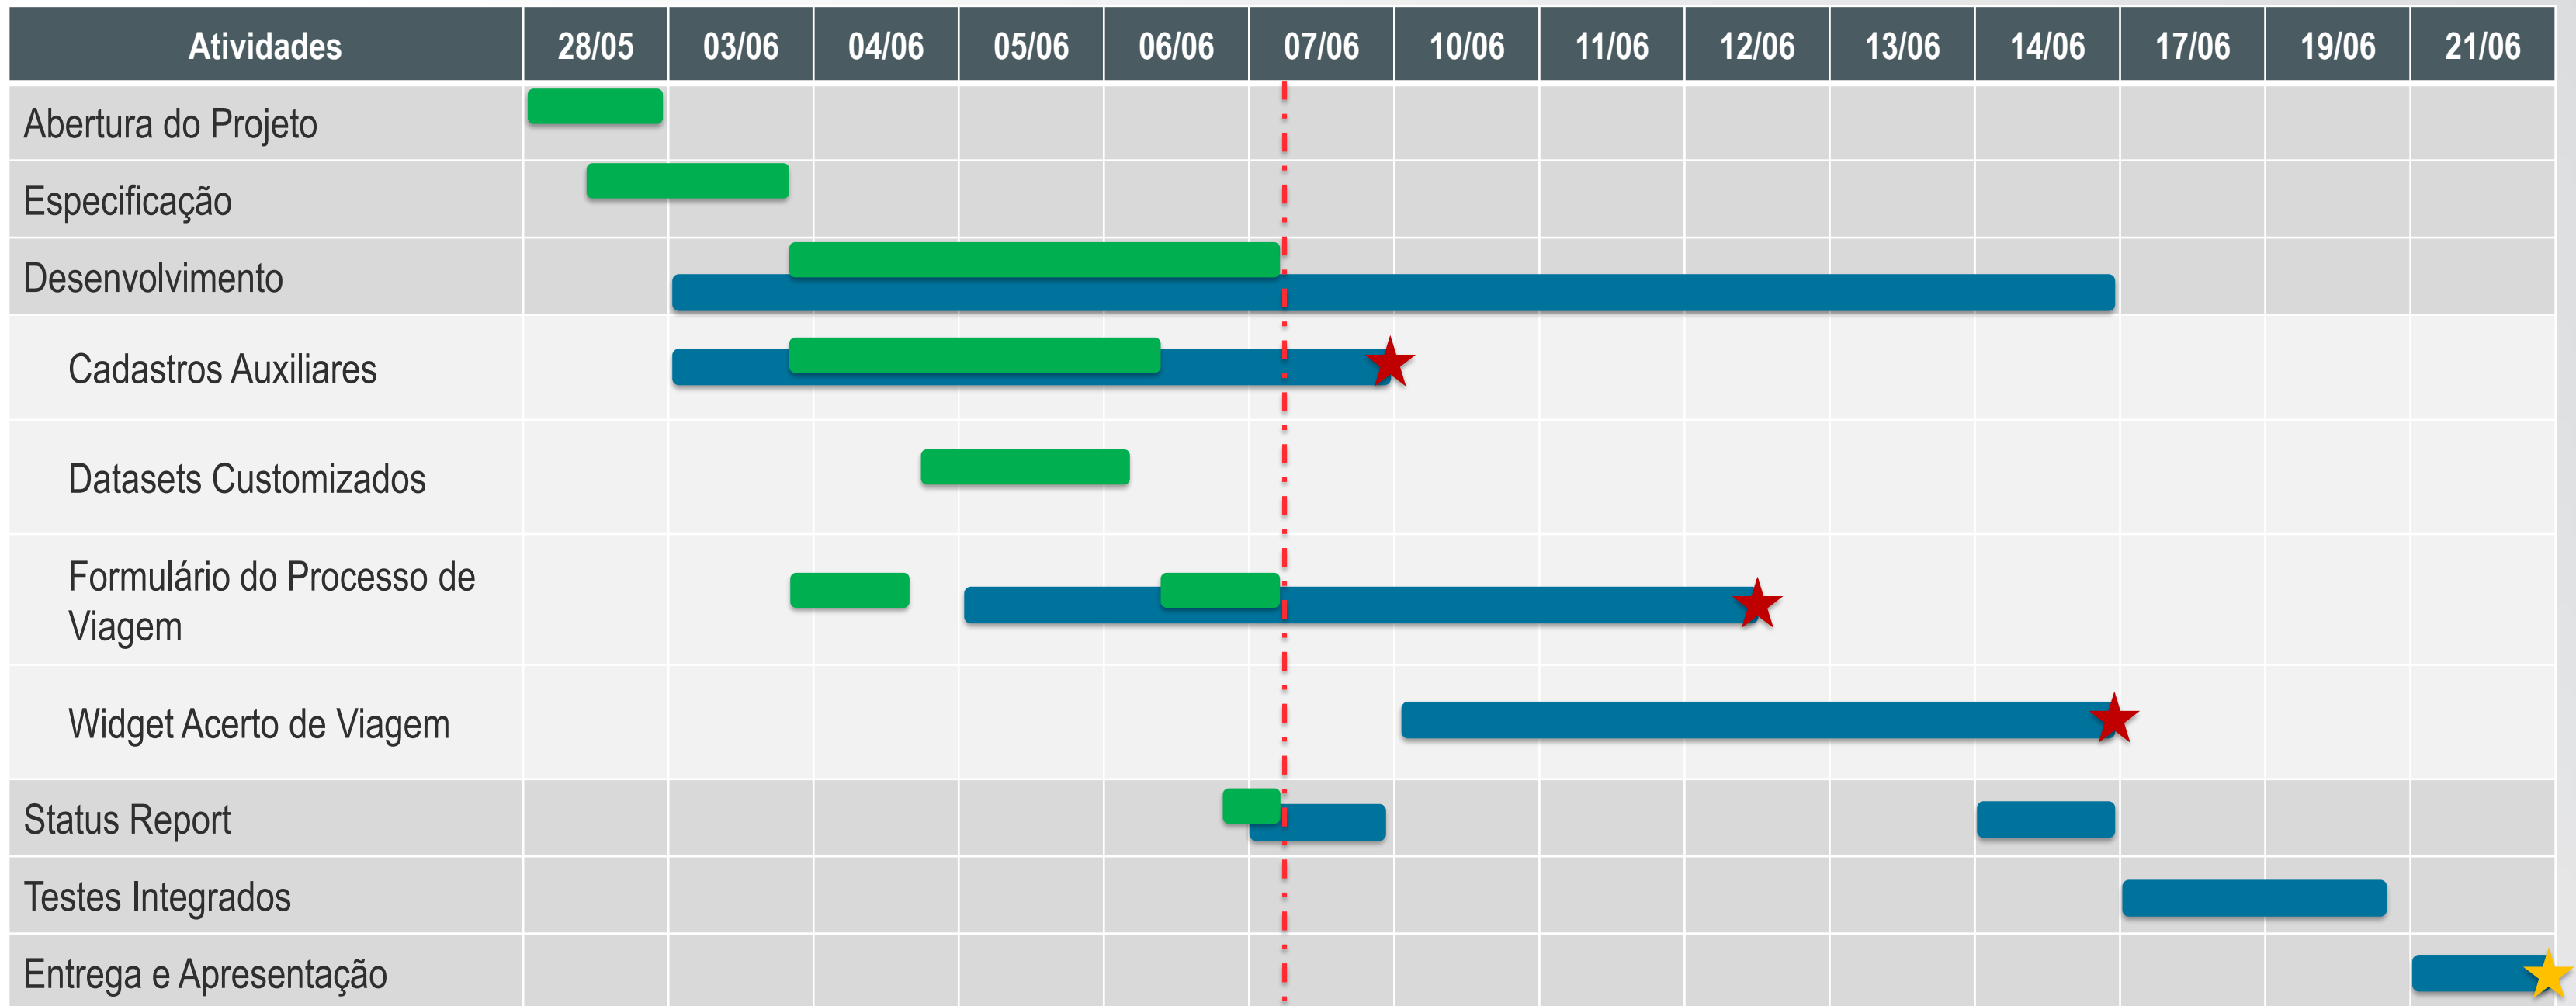 Atividades 28/05 03/06 04/06 05/06 06/06 07/06 10/06 11/06 12/06 13/06 14/06 17/06 19/06 21/06
Abertura do Projeto
Especificação
Desenvolvimento
Cadastros Auxiliares
Datasets Customizados
Formulário do Processo de
Viagem
Widget Acerto de Viagem
Status Report
Testes Integrados
Entrega e Apresentação